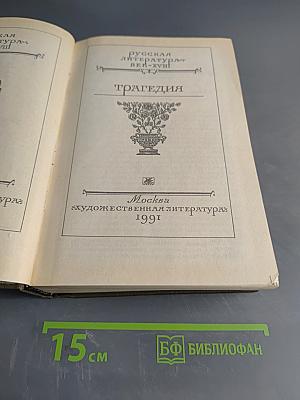 РУССКАЯ
ЛИТЕРАТУРА
ВЕК XVIII
ТРАГЕДИЯ
Москва
«ХУДОЖЕСТВЕННАЯ ЛИТЕРАТУРА»
1991
15 см
БФ БИБЛИОФАН